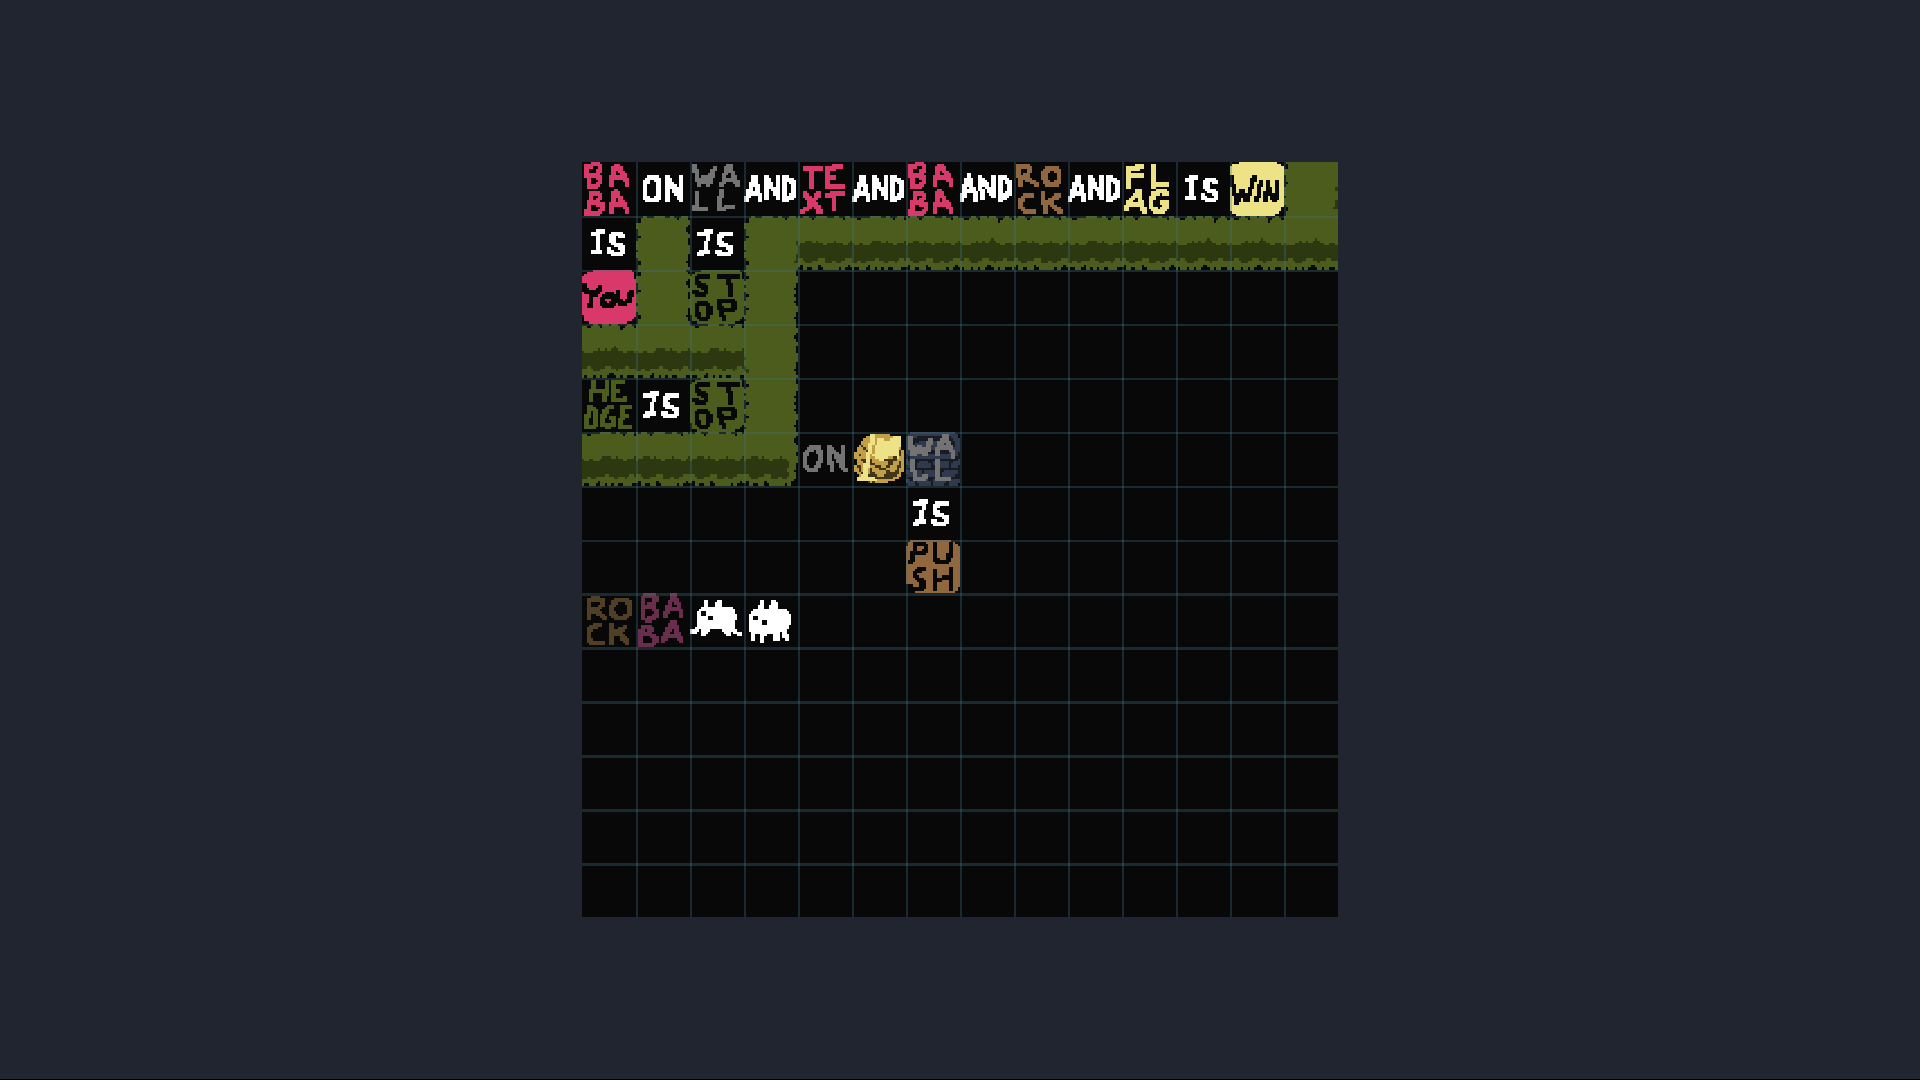 BABA ON WALL AND TEXT AND BABA AND ROCK AND FLAG IS WIN
IS IS
YOU STOP
HEDGE IS STOP
ON WALL
IS
PUSH
ROCK BABA